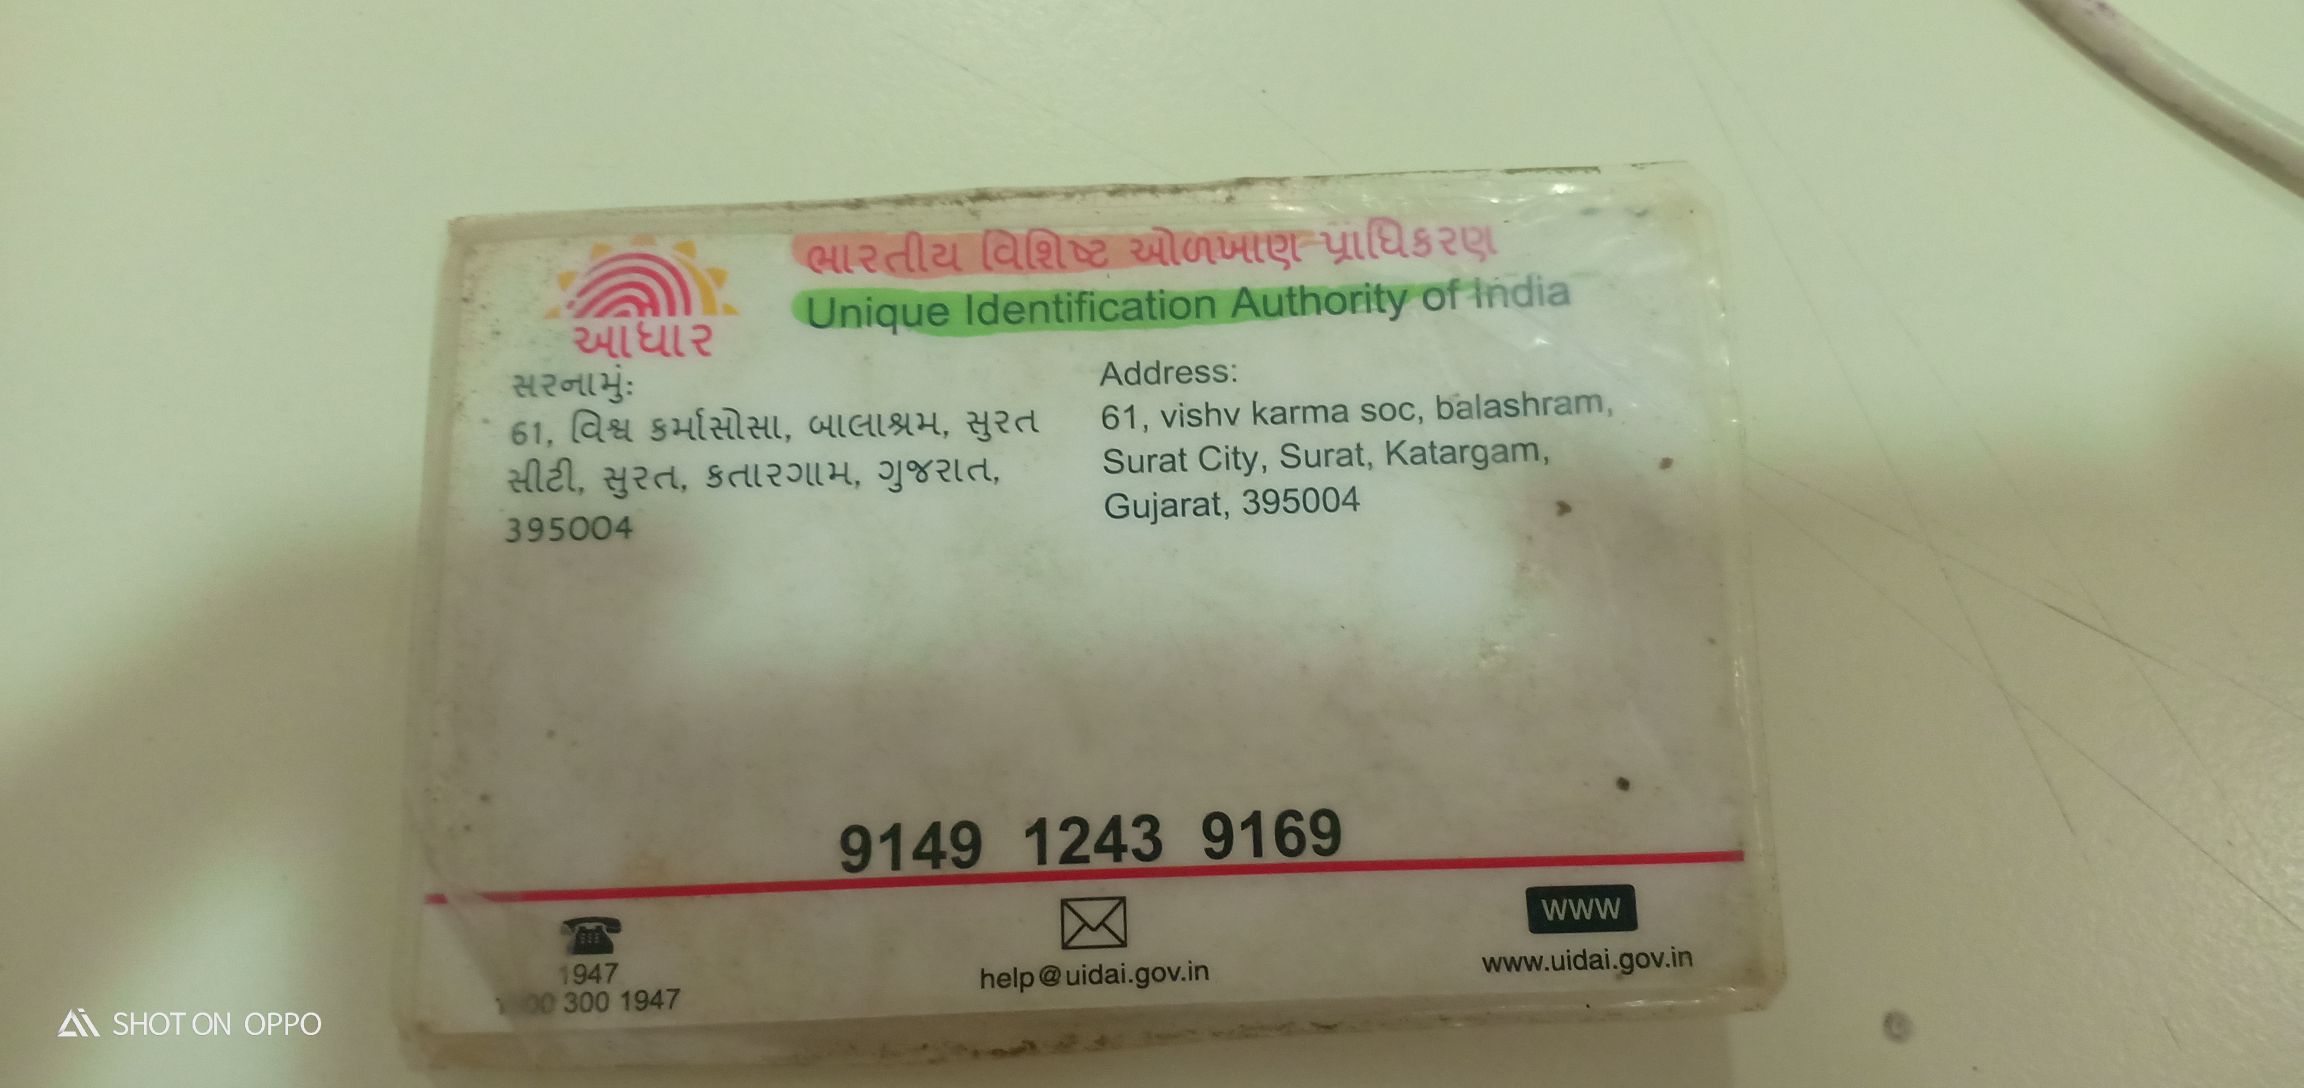 ભારતીય વિશિષ્ટ ઓળખાણ પ્રાધિકરણ
Unique Identification Authority of India
આધાર
સરનામું:
61, વિશ્વ કર્માસોસા, બાલાશ્રમ, સુરત
સીટી, સુરત, કતારગામ, ગુજરાત,
395004
Address:
61, vishv karma soc, balashram,
Surat City, Surat, Katargam,
Gujarat, 395004
9149 1243 9169
1947
300 1947
help@uidai.gov.in
WWW
www.uidai.gov.in
SHOT ON OPPO